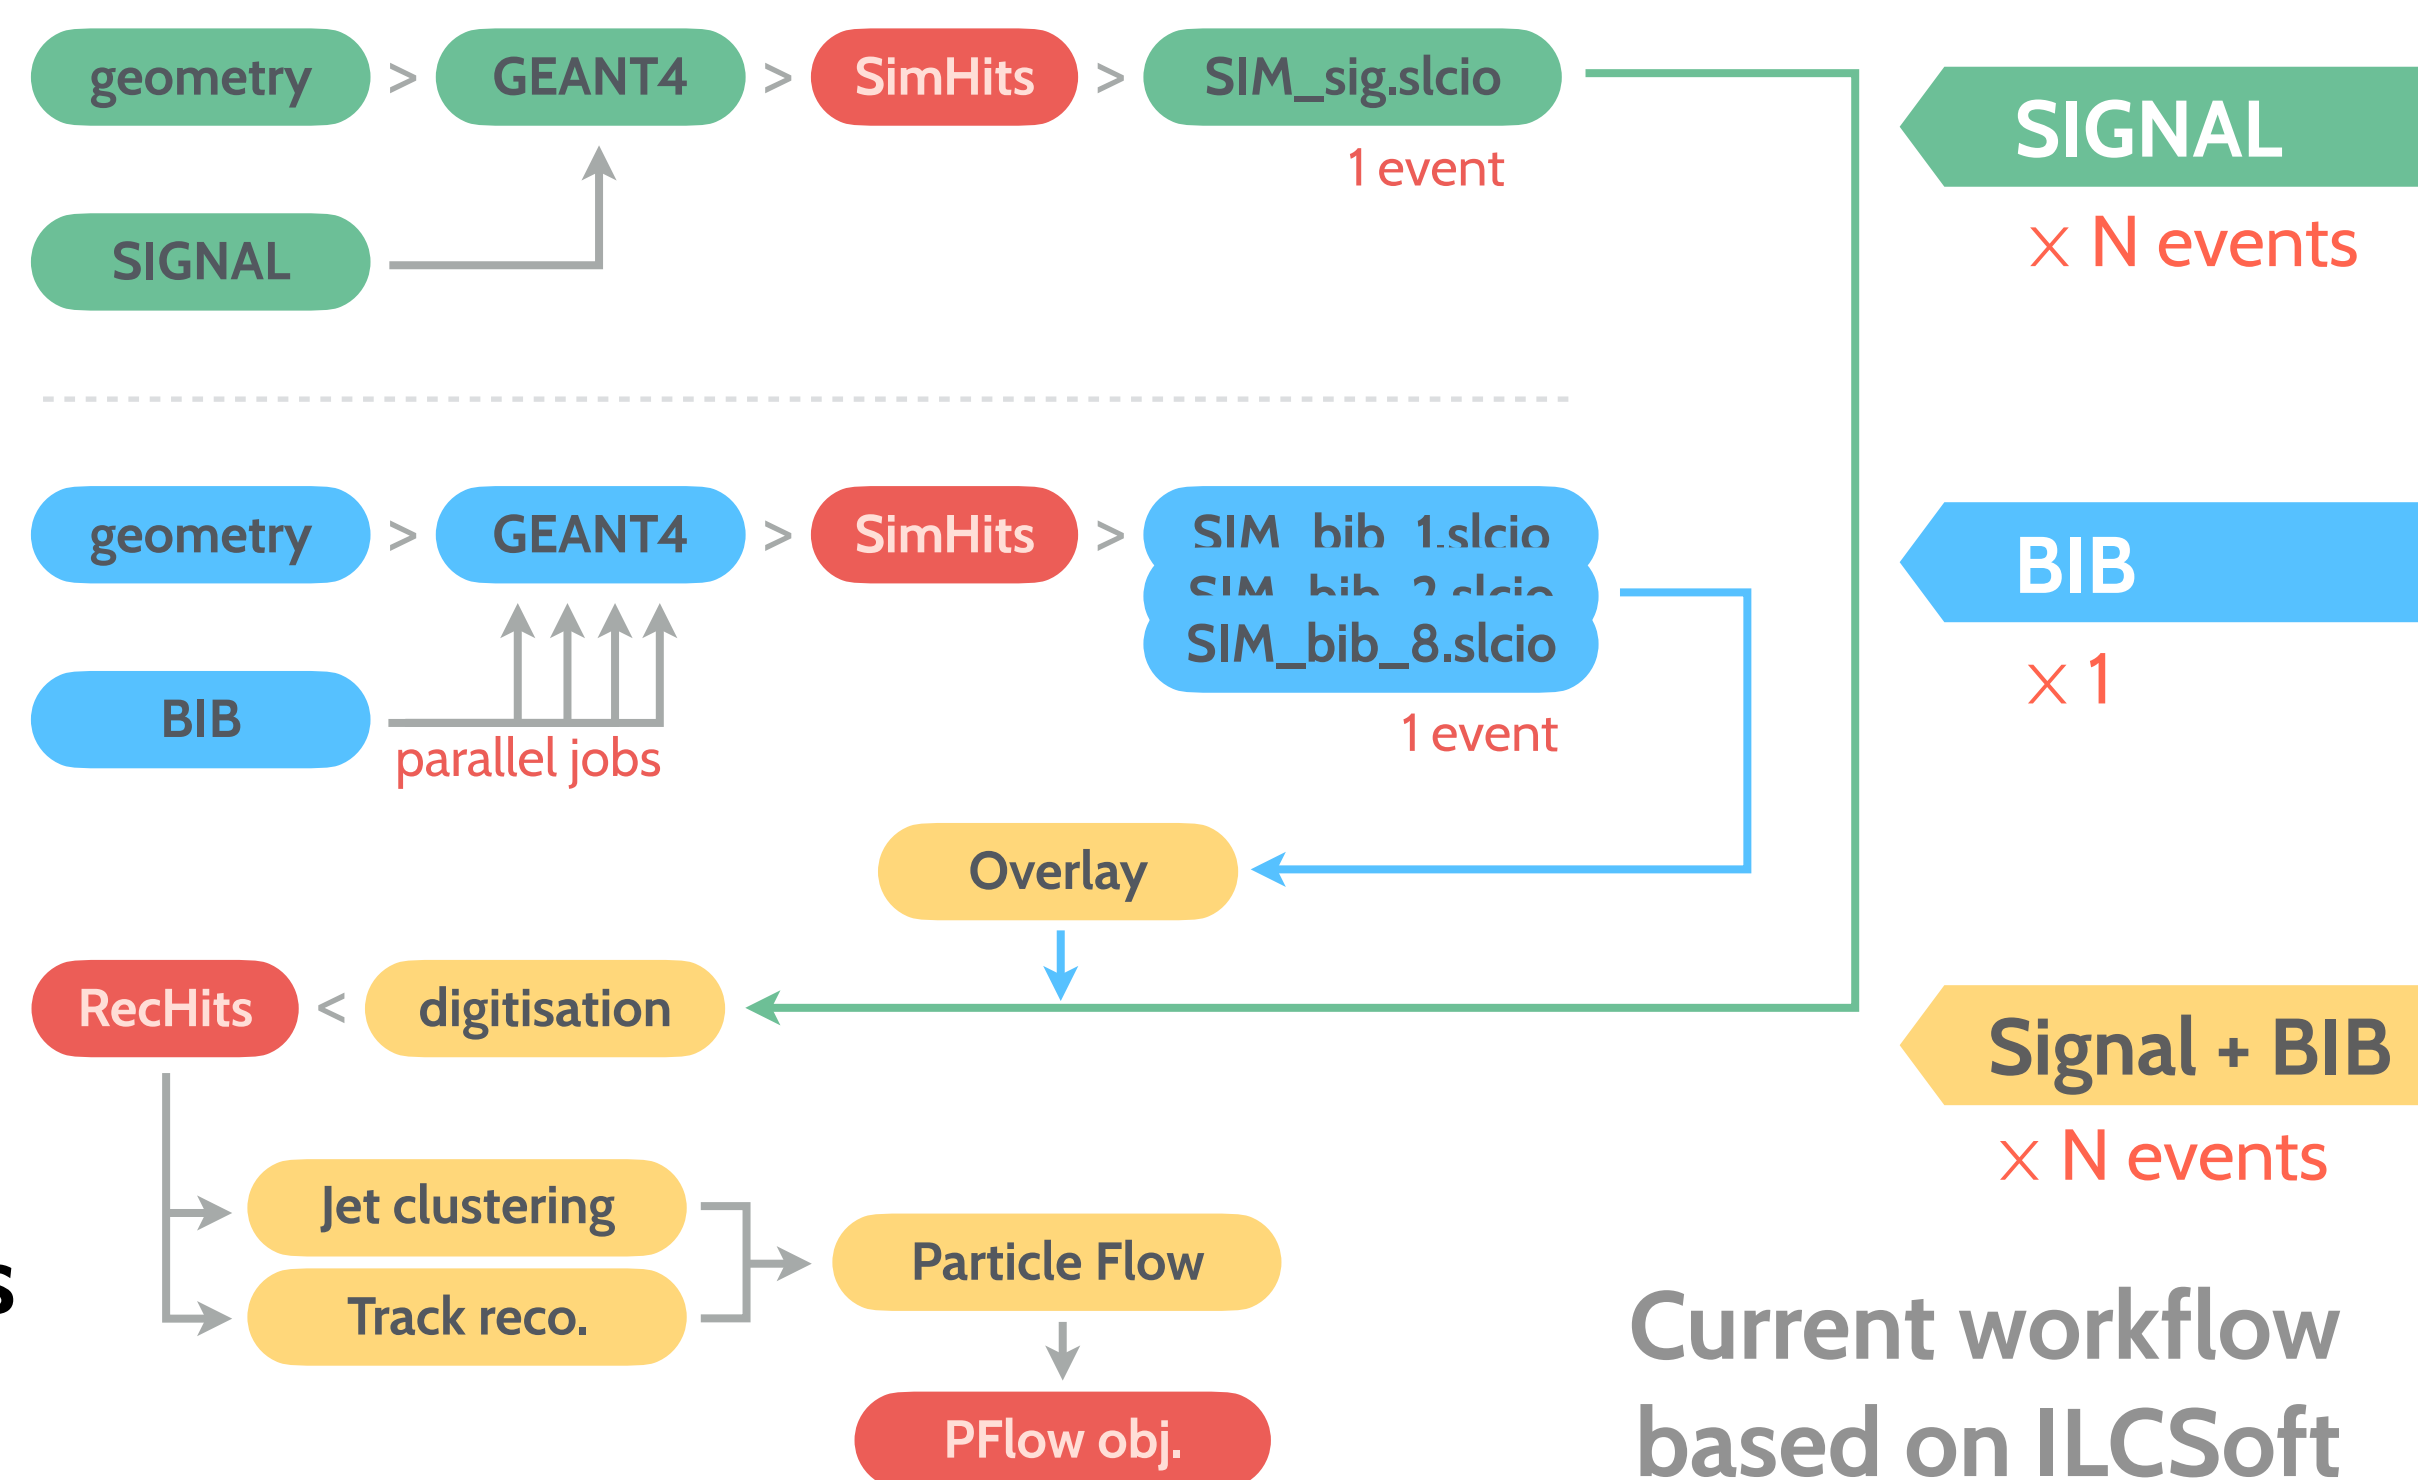 geometry > GEANT4 > SimHits > SIM_sig.slcio
1 event
SIGNAL
SIGNAL
x N events
geometry > GEANT4 > SimHits > SIM_bib_1.slcio
SIM_bib_2.slcio
SIM_bib_8.slcio
1 event
BIB
parallel jobs
BIB
x 1
Overlay
RecHits < digitisation
Signal + BIB
x N events
Jet clustering
Track reco.
Particle Flow
PFlow obj.
s
Current workflow
based on ILCSoft